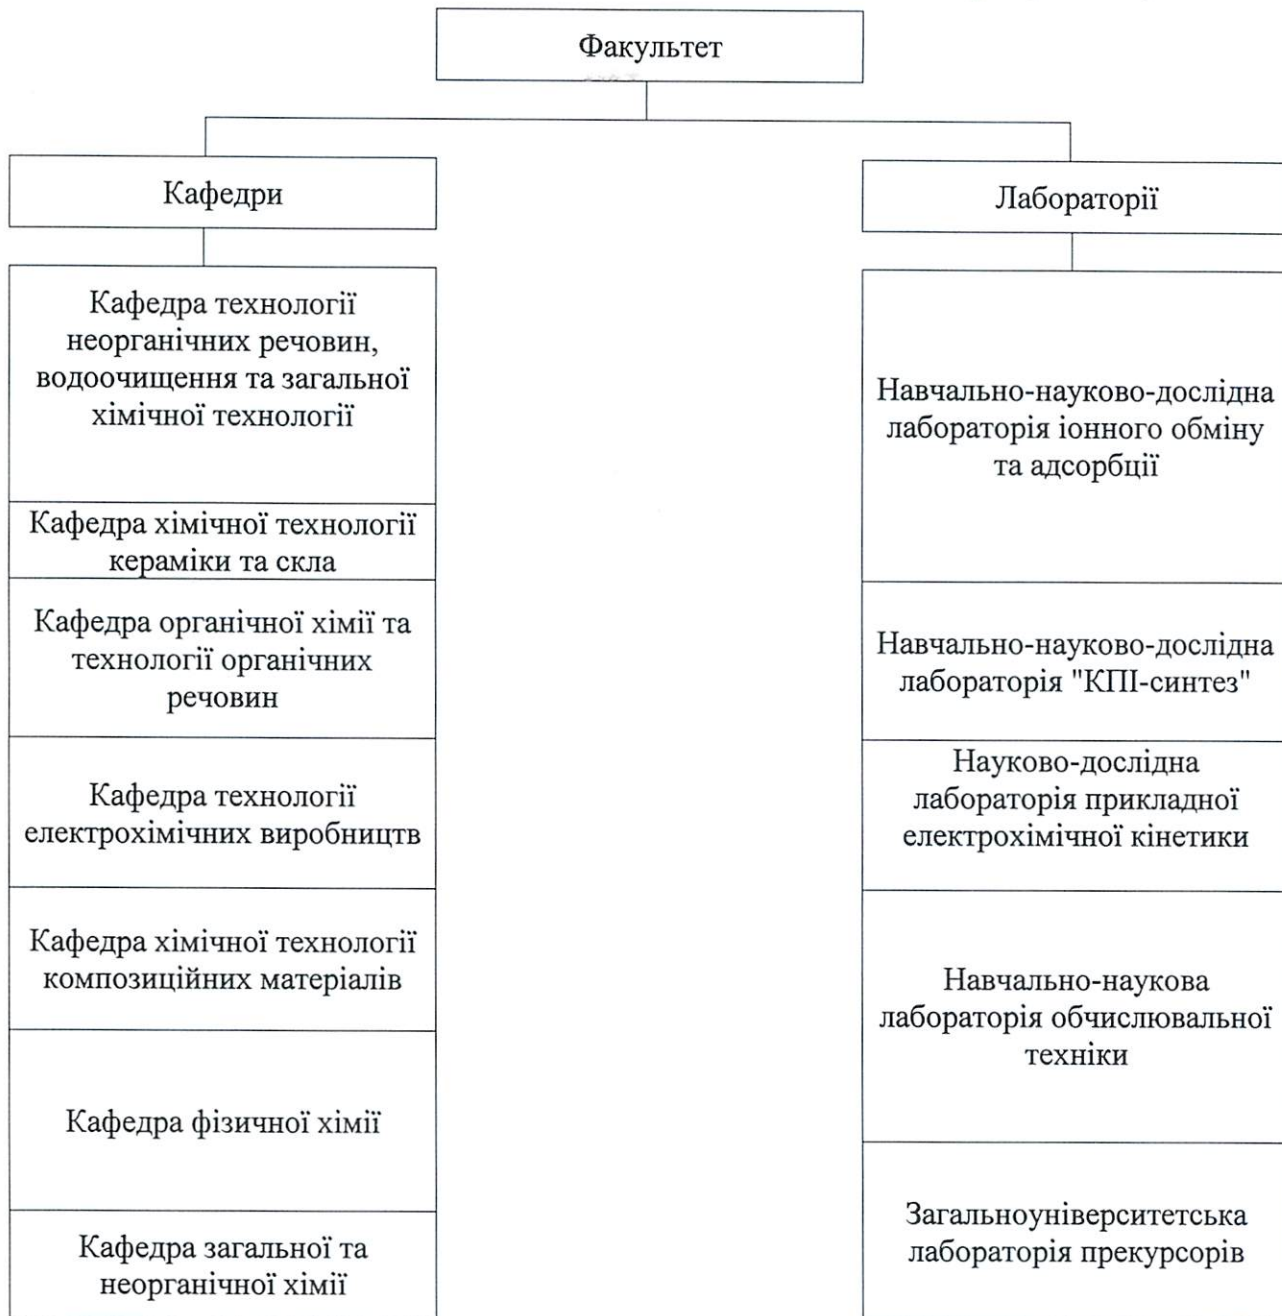 Факультет
Кафедри
Лабораторії
Кафедра технології
неорганічних речовин,
водоочищення та загальної
хімічної технології
Кафедра хімічної технології
кераміки та скла
Кафедра органічної хімії та
технології органічних
речовин
Кафедра технології
електрохімічних виробництв
Кафедра хімічної технології
композиційних матеріалів
Кафедра фізичної хімії
Кафедра загальної та
неорганічної хімії
Навчально-науково-дослідна
лабораторія іонного обміну
та адсорбції
Навчально-науково-дослідна
лабораторія "КПІ-синтез"
Науково-дослідна
лабораторія прикладної
електрохімічної кінетики
Навчально-наукова
лабораторія обчислювальної
техніки
Загальноуніверситетська
лабораторія прекурсорів